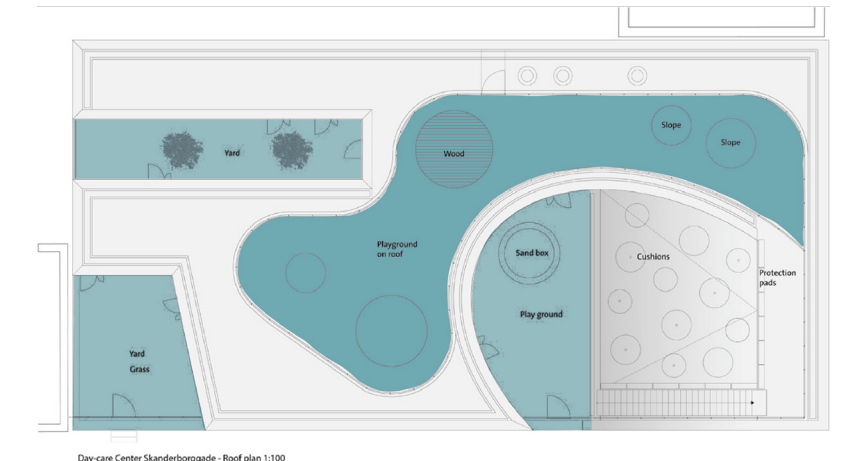 Slope
Slope
Yard
Wood
Playground
on roof
Sand box
Cushions
Protection
pads
Play ground
Yard
Grass
Day-care Center Skanderborggade - Roof plan 1:100